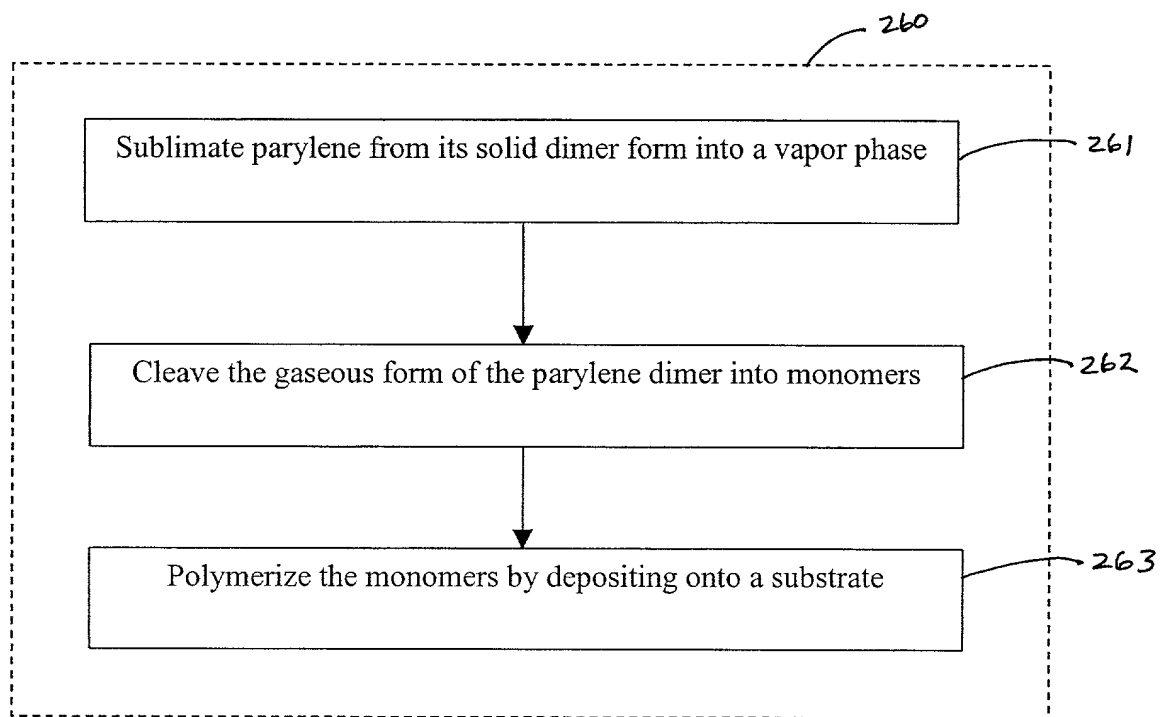 260
Sublimate parylene from its solid dimer form into a vapor phase
261
Cleave the gaseous form of the parylene dimer into monomers
262
Polymerize the monomers by depositing onto a substrate
263